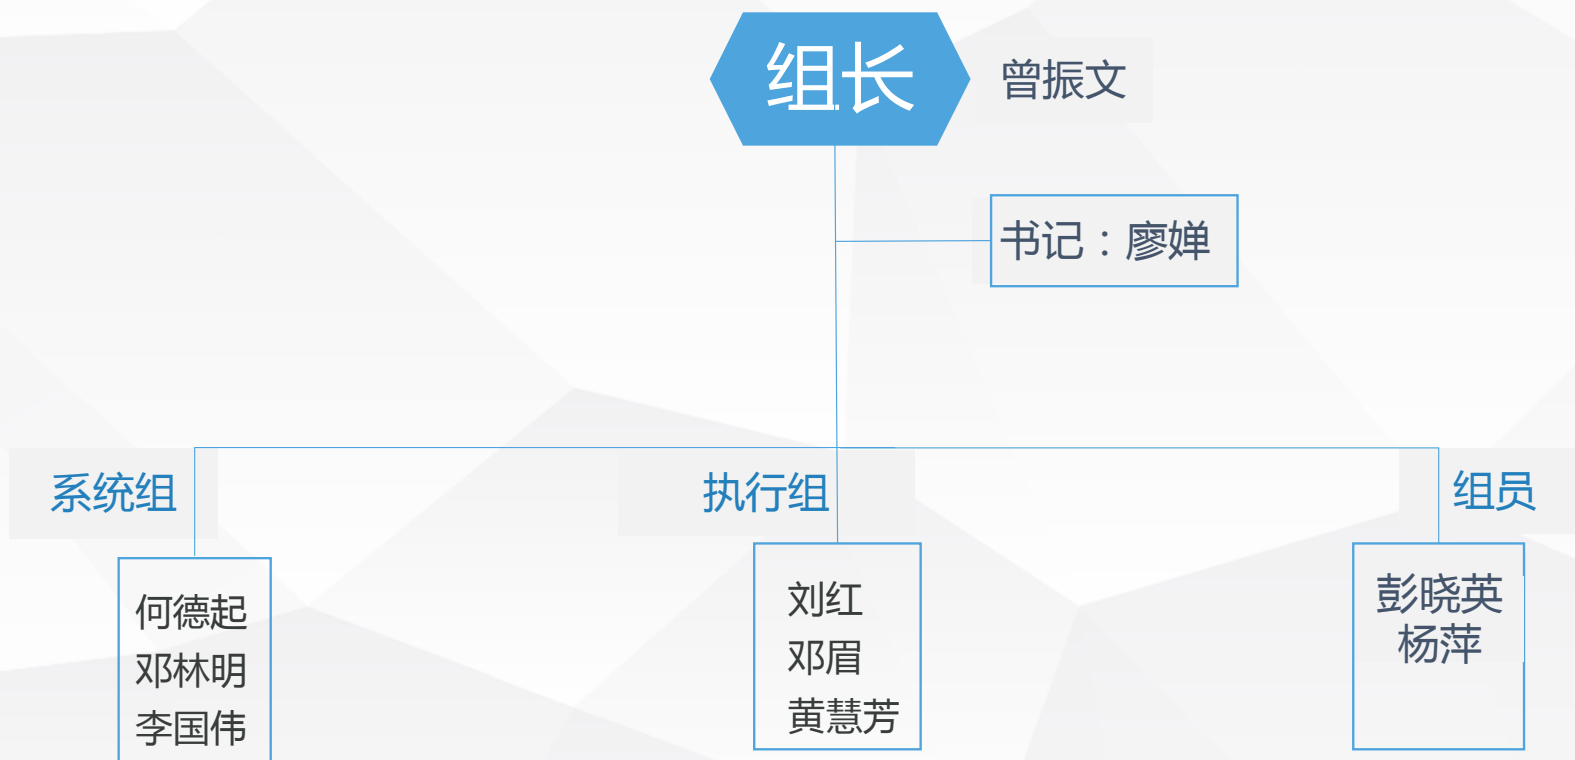 组长
曾振文
书记：廖婵
系统组
执行组
组员
何德起
邓林明
李国伟
刘红
邓眉
黄慧芳
彭晓英
杨萍